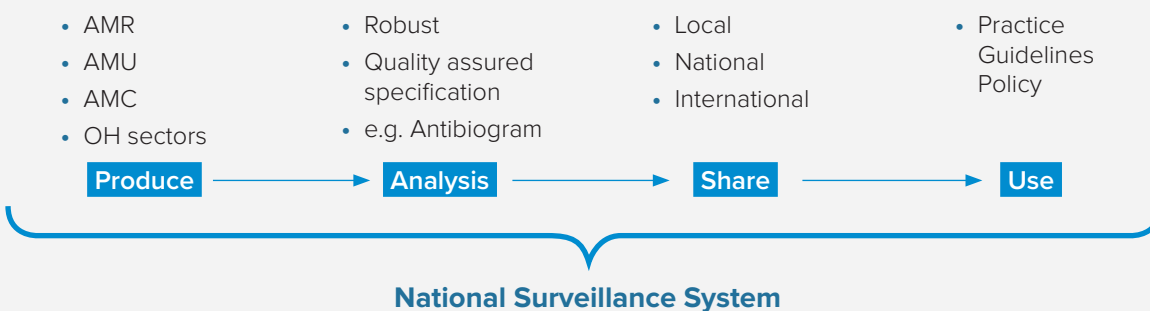 • AMR
• AMU
• AMC
• OH sectors
• Robust
• Quality assured
specification
• e.g. Antibiogram
• Local
• National
• International
• Practice
Guidelines
Policy
Produce
Analysis
Share
Use
National Surveillance System